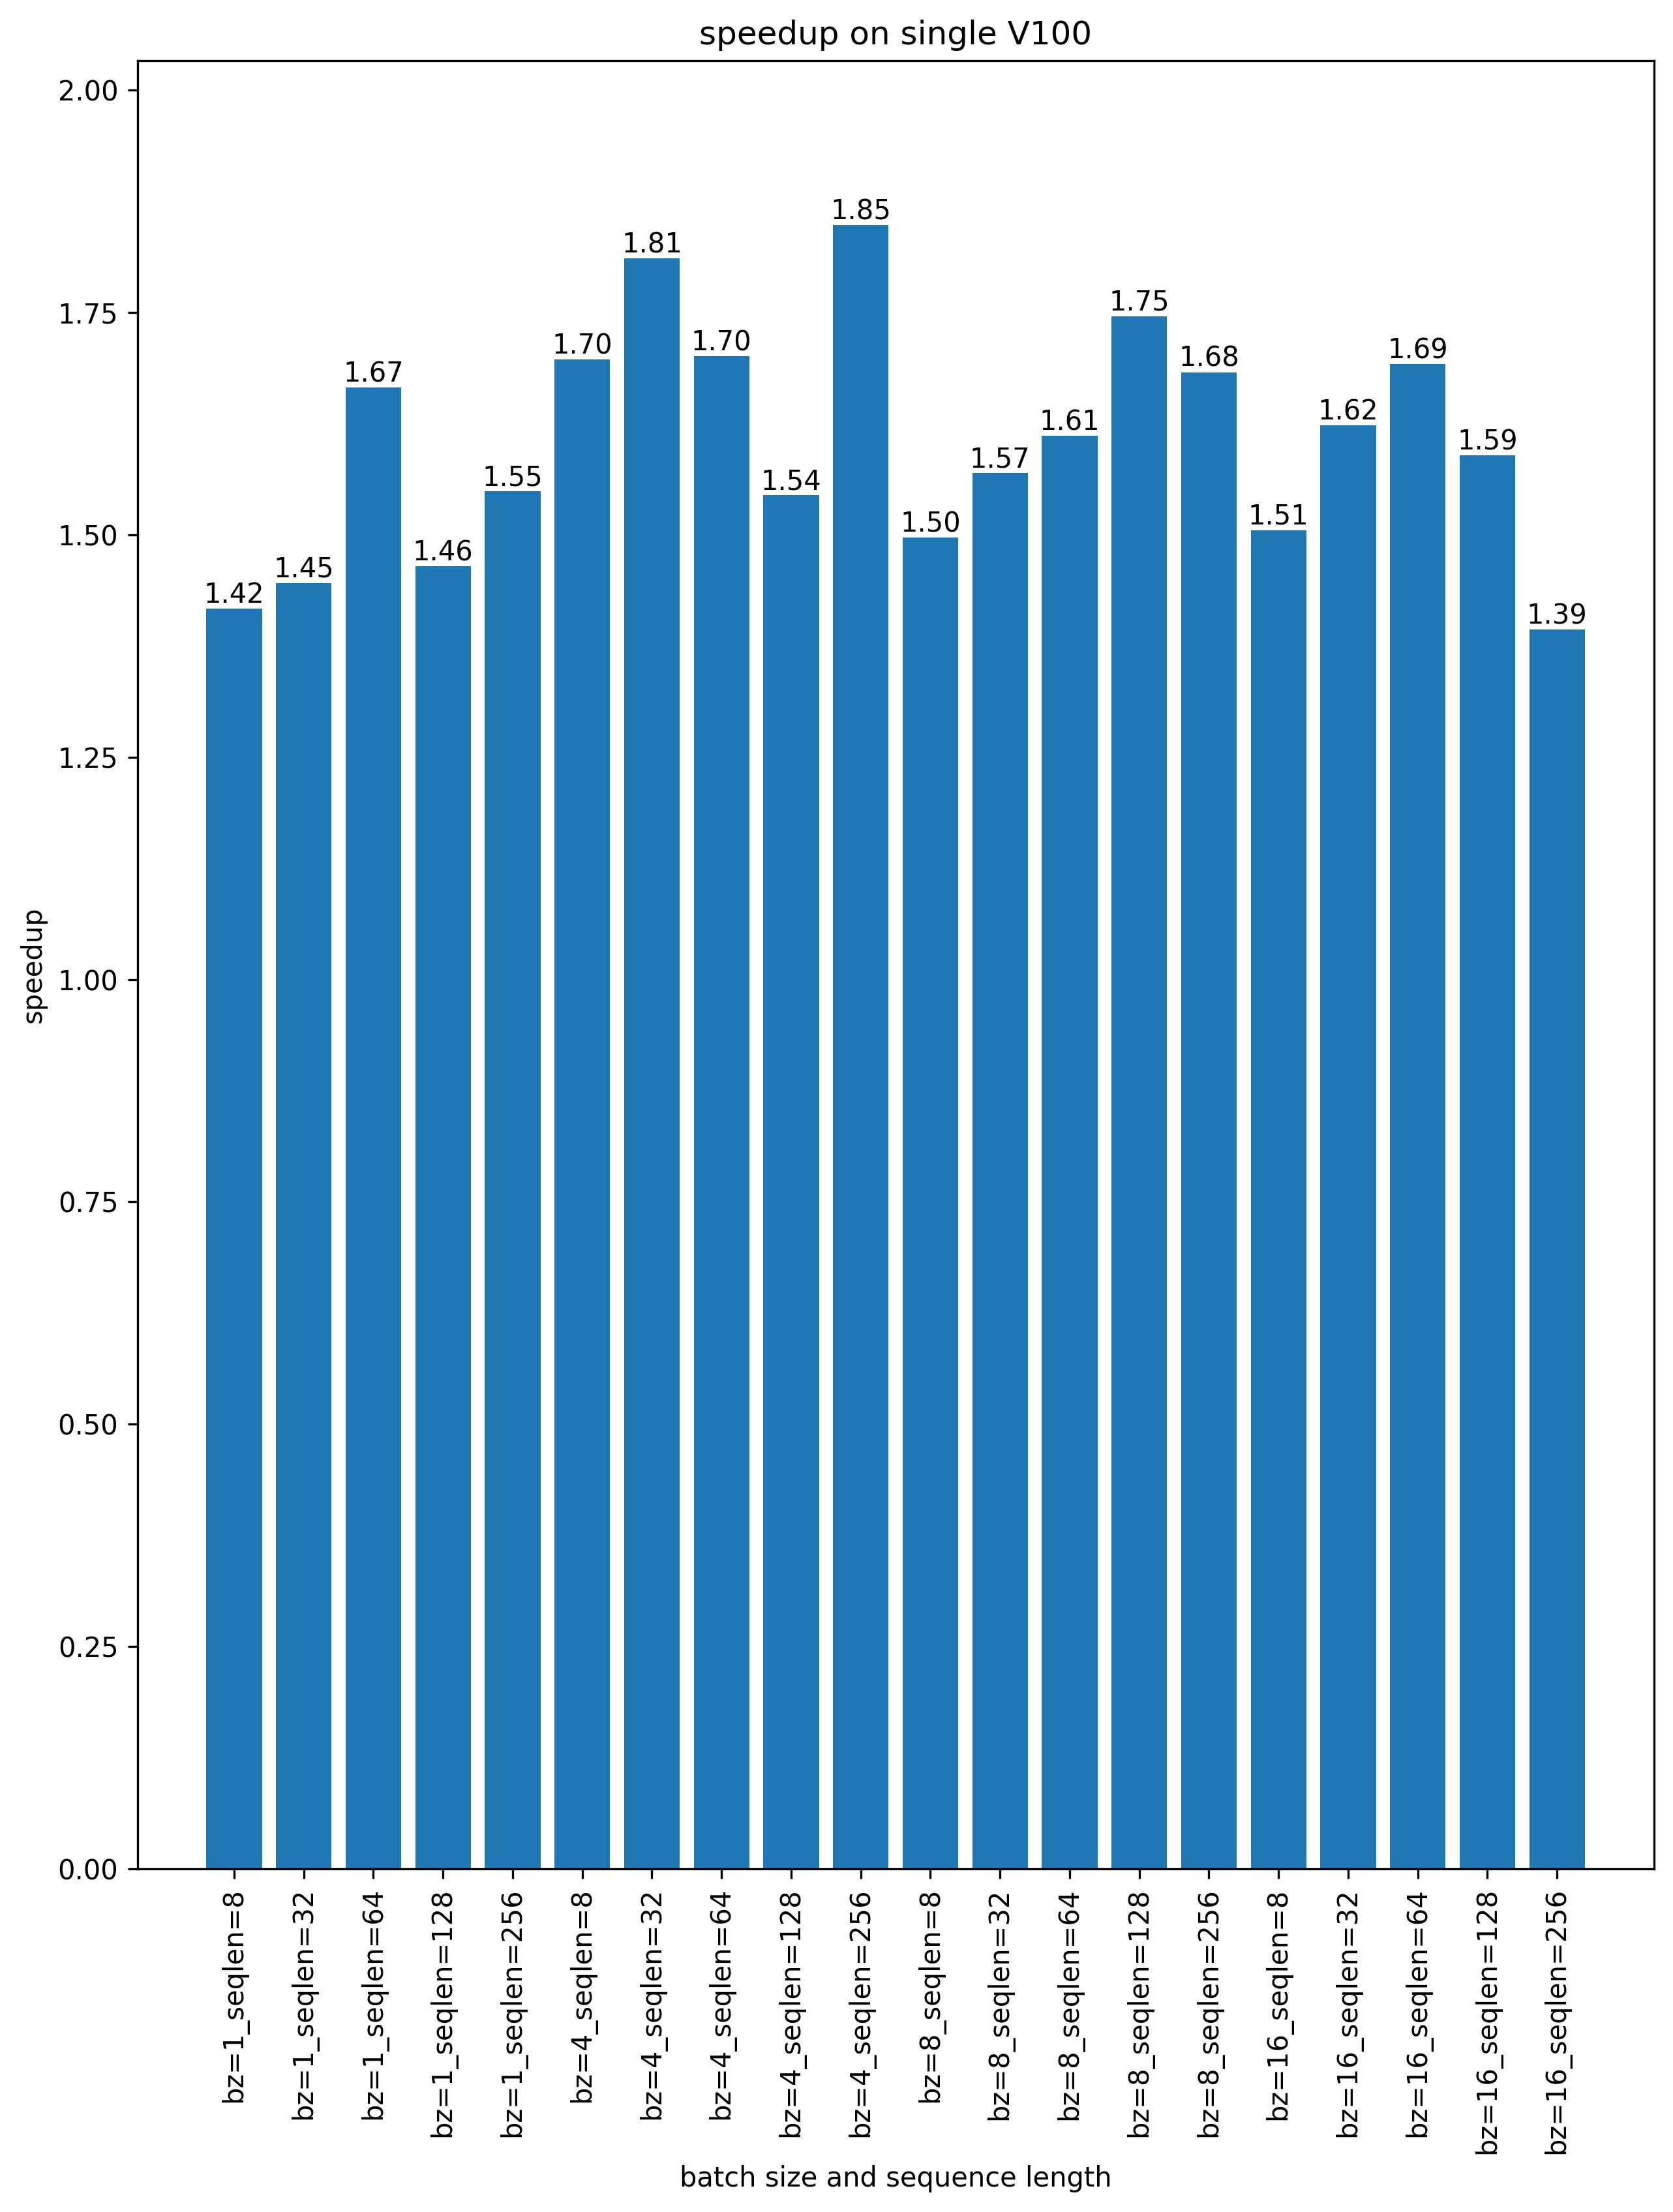 speedup on single V100
2.00
1.75
1.50
1.25
1.00
0.75
0.50
0.25
0.00
speedup
1.42
1.45
1.67
1.46
1.55
1.70
1.81
1.70
1.54
1.85
1.50
1.57
1.61
1.75
1.68
1.51
1.62
1.69
1.59
1.39
bz=1_seqlen=8
bz=1_seqlen=32
bz=1_seqlen=64
bz=1_seqlen=128
bz=1_seqlen=256
bz=4_seqlen=8
bz=4_seqlen=32
bz=4_seqlen=64
bz=4_seqlen=128
bz=4_seqlen=256
bz=8_seqlen=8
bz=8_seqlen=32
bz=8_seqlen=64
bz=8_seqlen=128
bz=8_seqlen=256
bz=16_seqlen=8
bz=16_seqlen=32
bz=16_seqlen=64
bz=16_seqlen=128
bz=16_seqlen=256
batch size and sequence length